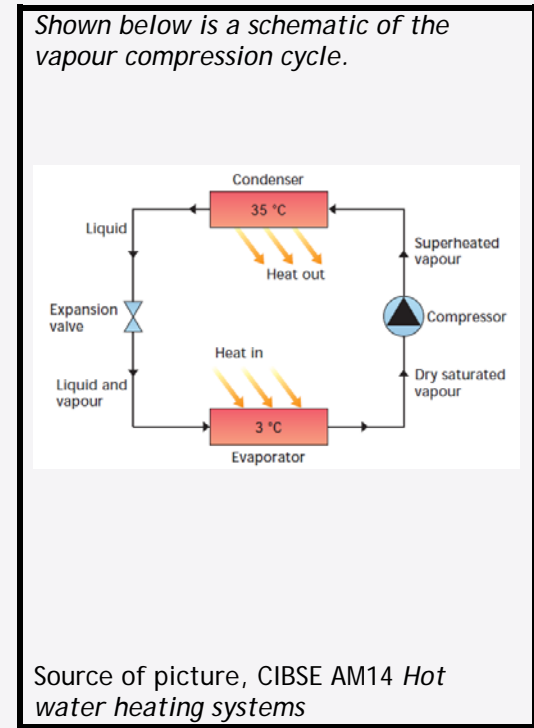 Shown below is a schematic of the
vapour compression cycle.
Condenser
35 °C
Liquid
Superheated
vapour
Heat out
Expansion
valve
Compressor
Heat in
Liquid and
vapour
Dry saturated
vapour
3 °C
Evaporator
Source of picture, CIBSE AM14 Hot
water heating systems